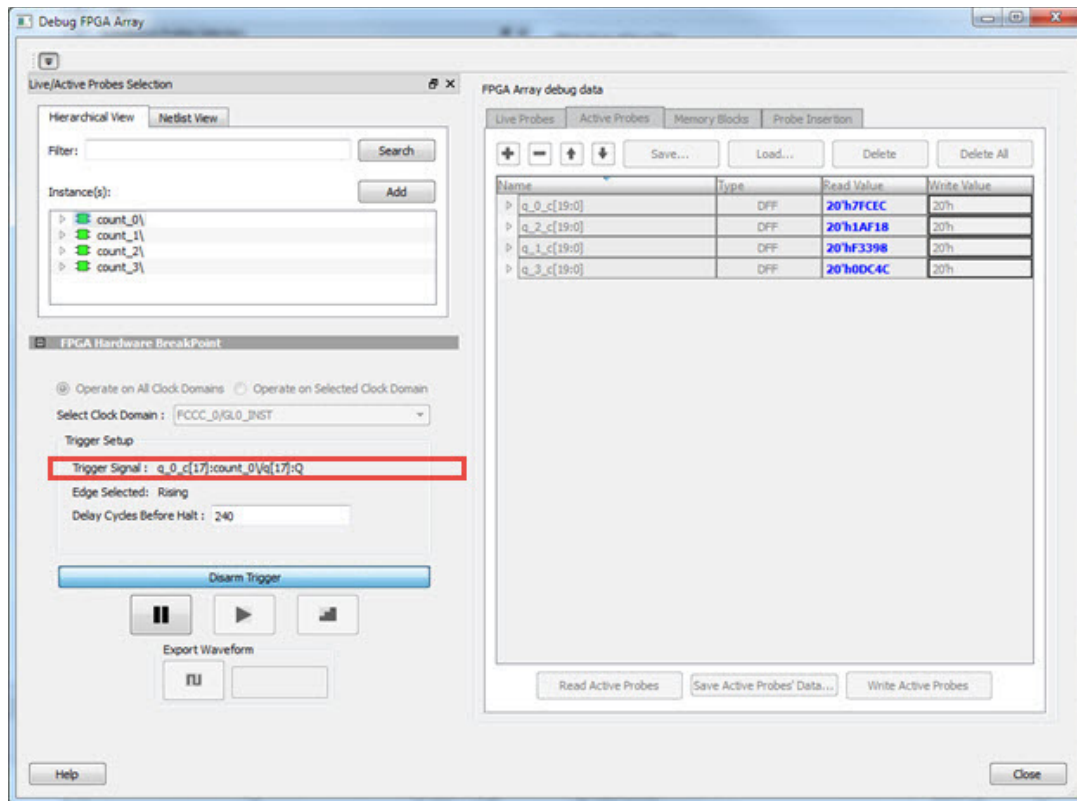 Debug FPGA Array
Live/Active Probes Selection
Hierarchical View Netlist View
Filter: Search
Instance(s): Add
count_0\
count_1\
count_2\
count_3\
FPGA Hardware BreakPoint
Operate on All Clock Domains Operate on Selected Clock Domain
Select Clock Domain : FCCC_0/GL0_INST
Trigger Setup
Trigger Signal : q_0_c[17]:count_0\/q[17]:Q
Edge Selected: Rising
Delay Cycles Before Halt : 240
Disarm Trigger
Export Waveform
FPGA Array debug data
Live Probes Active Probes Memory Blocks Probe Insertion
Save... Load... Delete Delete All
Name Type Read Value Write Value
q_0_c[19:0] DFF 20'h7FCEC 20'h
q_2_c[19:0] DFF 20'h1AF18 20'h
q_1_c[19:0] DFF 20'hF3398 20'h
q_3_c[19:0] DFF 20'h0DC4C 20'h
Read Active Probes Save Active Probes' Data... Write Active Probes
Help Close